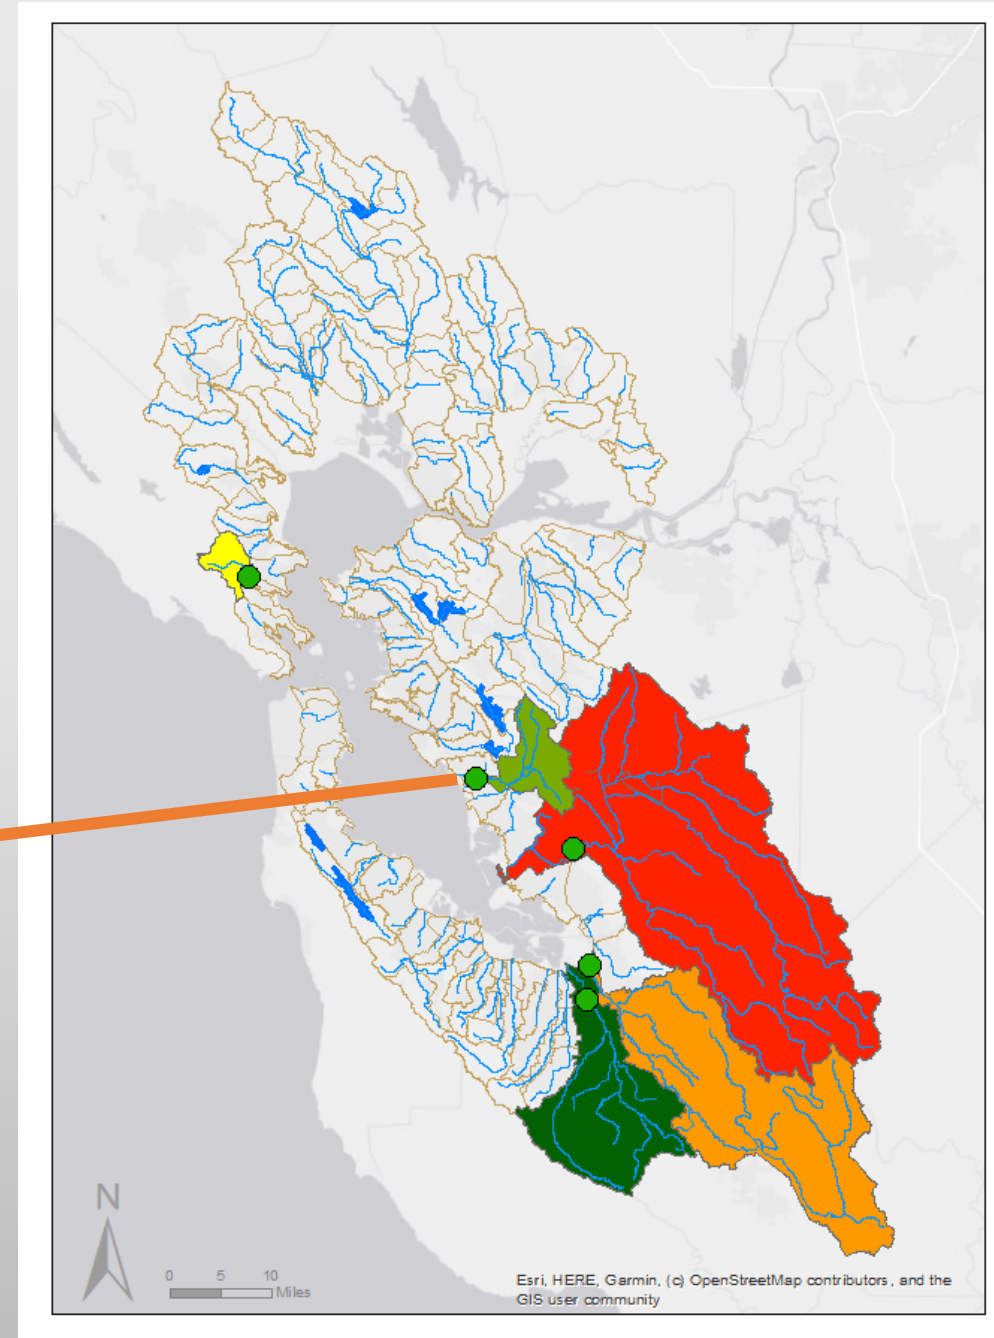 N
0 5 10
Miles
Esri, HERE, Garmin, (c) OpenStreetMap contributors, and the
GIS user community